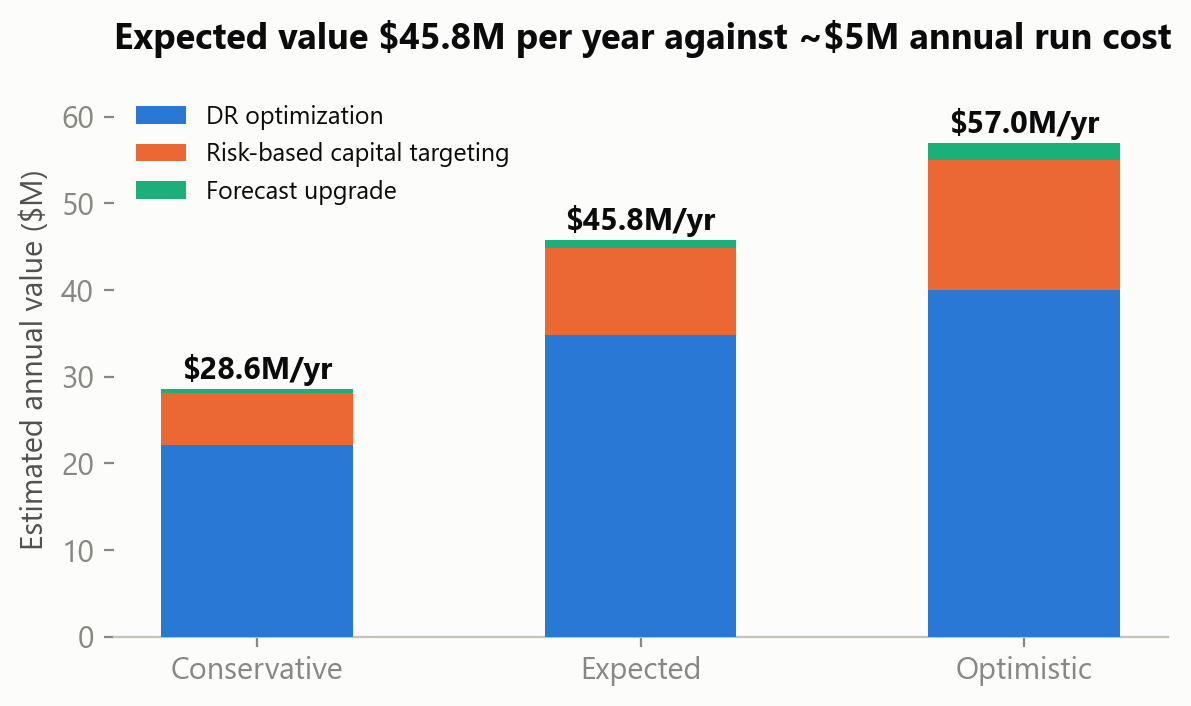 Expected value $45.8M per year against ~$5M annual run cost
DR optimization
Risk-based capital targeting
Forecast upgrade
Estimated annual value ($M)
60
50
40
30
20
10
0
$28.6M/yr
$45.8M/yr
$57.0M/yr
Conservative
Expected
Optimistic